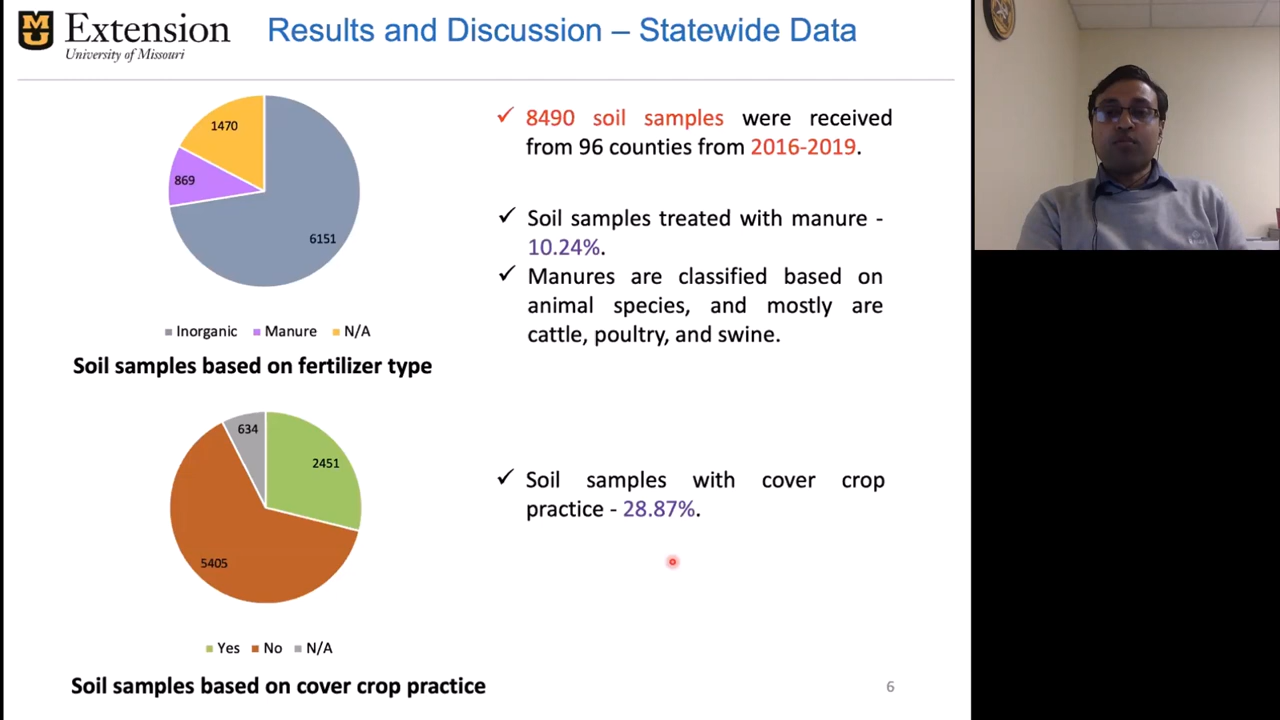 Extension
University of Missouri
Results and Discussion – Statewide Data
1470
869
6151
Inorganic Manure N/A
Soil samples based on fertilizer type
✓ 8490 soil samples were received
from 96 counties from 2016-2019.
✓ Soil samples treated with manure -
10.24%.
✓ Manures are classified based on
animal species, and mostly are
cattle, poultry, and swine.
634
2451
5405
Yes No N/A
Soil samples based on cover crop practice
✓ Soil samples with cover crop
practice - 28.87%.
6